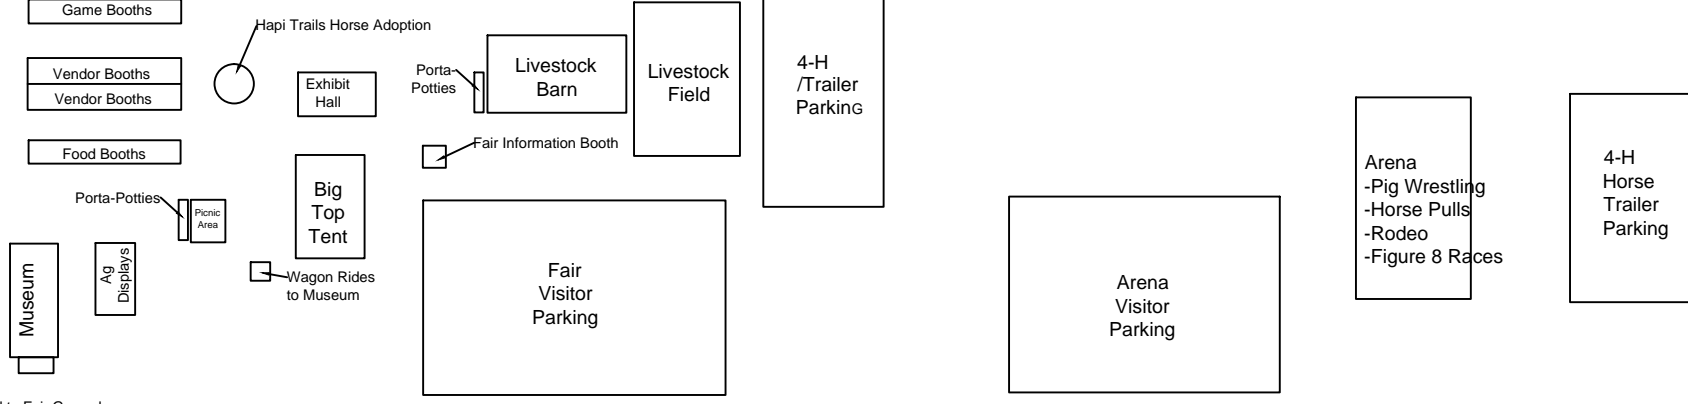 Game Booths
Hapi Trails Horse Adoption
Vendor Booths
Vendor Booths
Exhibit
Hall
Porta-
Potties
Livestock
Barn
Livestock
Field
4-H
/Trailer
ParkinG
Food Booths
Fair Information Booth
Porta-Potties
Picnic
Area
Big
Top
Tent
Museum
Ag
Displays
Wagon Rides
to Museum
Fair
Visitor
Parking
Arena
Visitor
Parking
Arena
-Pig Wrestling
-Horse Pulls
-Rodeo
-Figure 8 Races
4-H
Horse
Trailer
Parking